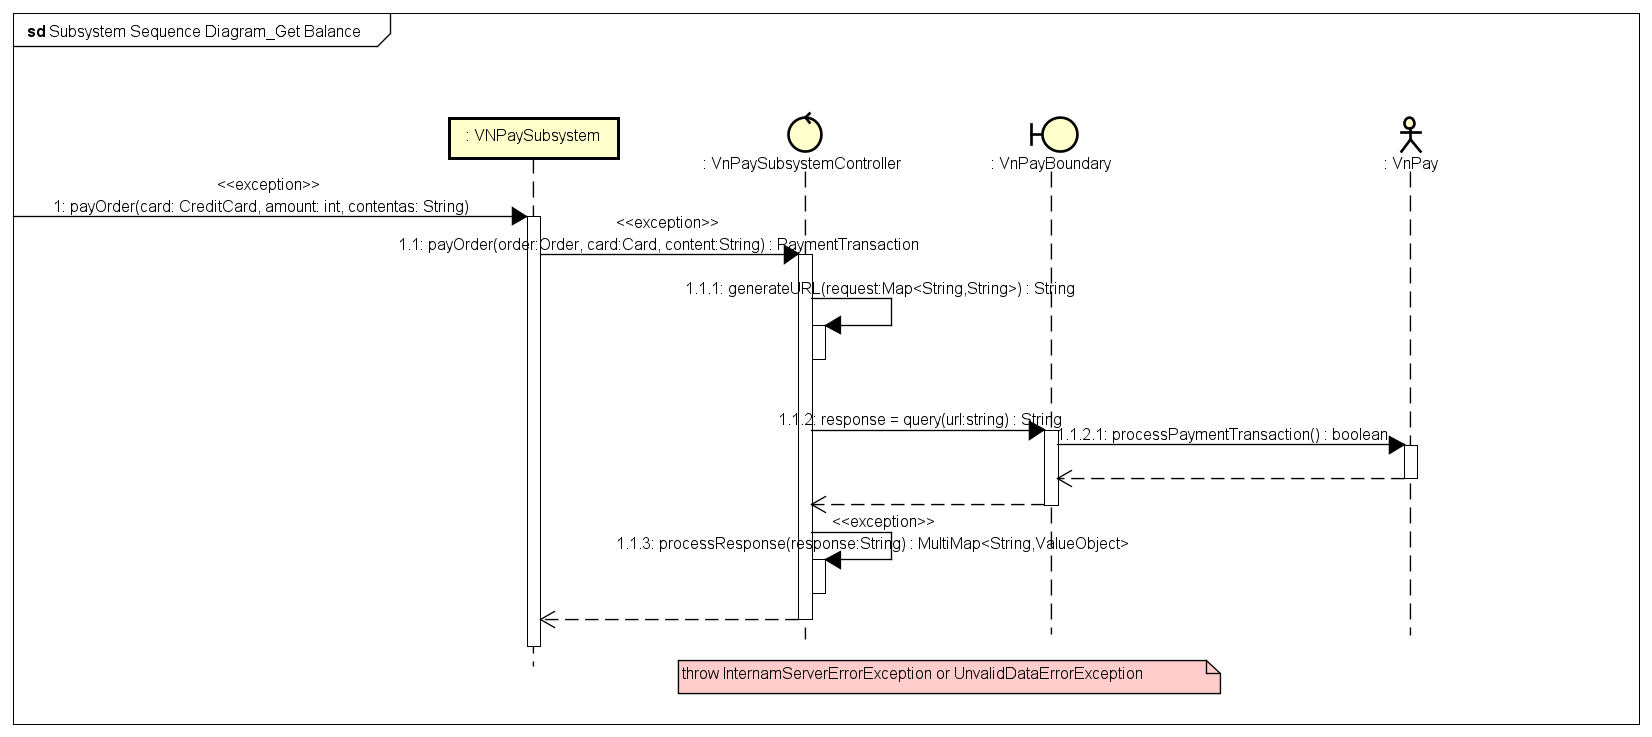 sd Subsystem Sequence Diagram_Get Balance
: VNPaySubsystem
: VnPaySubsystemController
: VnPayBoundary
: VnPay
<<exception>>
1: payOrder(card: CreditCard, amount: int, contentas: String)
<<exception>>
1.1: payOrder(order:Order, card:Card, content:String) : PaymentTransaction
1.1.1: generateURL(request:Map<String,String>) : String
1.1.2: response = query(url:string) : String
1.1.2.1: processPaymentTransaction() : boolean
<<exception>>
1.1.3: processResponse(response:String) : MultiMap<String,ValueObject>
throw InternamServerErrorException or UnvalidDataErrorException